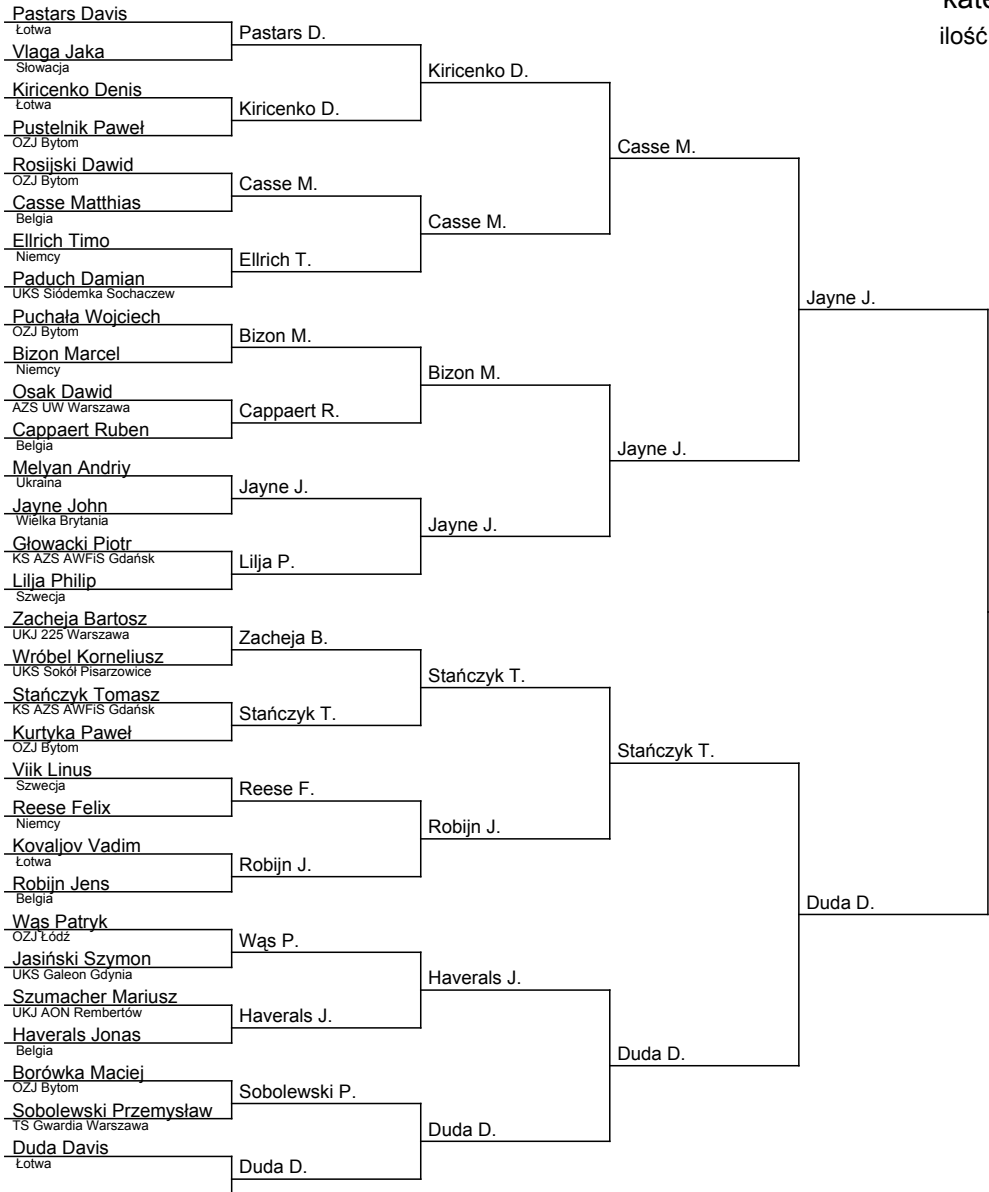 kate
ilość
Pastars Davis
Łotwa
Vlaga Jaka
Słowacja
Kiricenko Denis
Łotwa
Pustelnik Paweł
OZJ Bytom
Rosijski Dawid
OZJ Bytom
Casse Matthias
Belgia
Ellrich Timo
Niemcy
Paduch Damian
UKS Siódemka Sochaczew
Puchała Wojciech
OZJ Bytom
Bizon Marcel
Niemcy
Osak Dawid
AZS UW Warszawa
Cappaert Ruben
Belgia
Melyan Andriy
Ukraina
Jayne John
Wielka Brytania
Głowacki Piotr
KS AZS AWFiS Gdańsk
Lilja Philip
Szwecja
Zacheja Bartosz
UKJ 225 Warszawa
Wróbel Korneliusz
UKS Sokół Pisarzowice
Stańczyk Tomasz
KS AZS AWFiS Gdańsk
Kurtyka Paweł
OZJ Bytom
Viik Linus
Szwecja
Reese Felix
Niemcy
Kovaljov Vadim
Łotwa
Robijn Jens
Belgia
Wąs Patryk
OZJ Łódź
Jasiński Szymon
UKS Galeon Gdynia
Szumacher Mariusz
UKJ AON Rembertów
Haverals Jonas
Belgia
Borówka Maciej
OZJ Bytom
Sobolewski Przemysław
TS Gwardia Warszawa
Duda Davis
Łotwa
Pastars D.
Kiricenko D.
Casse M.
Ellrich T.
Bizon M.
Cappaert R.
Jayne J.
Lilja P.
Zacheja B.
Stańczyk T.
Reese F.
Robijn J.
Wąs P.
Haverals J.
Sobolewski P.
Duda D.
Kiricenko D.
Casse M.
Bizon M.
Jayne J.
Stańczyk T.
Robijn J.
Haverals J.
Duda D.
Casse M.
Jayne J.
Stańczyk T.
Duda D.
Jayne J.
Duda D.